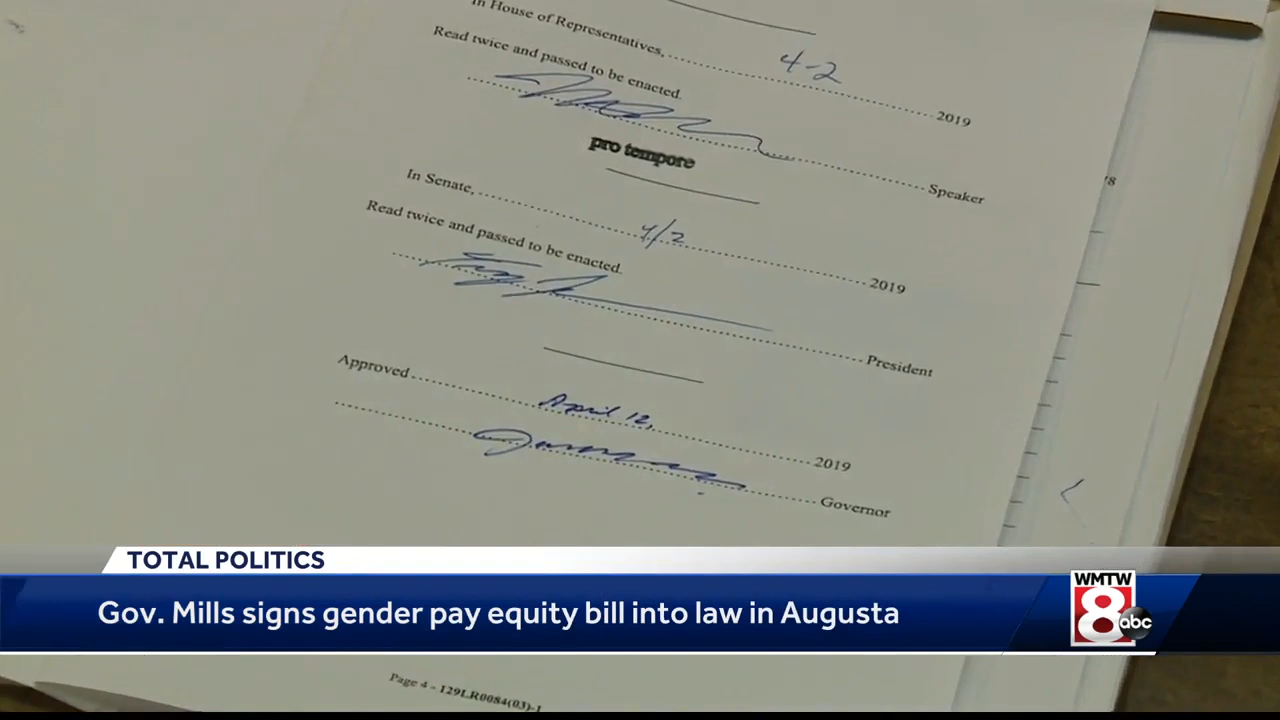 In House of Representatives, 4-2 2019
Read twice and passed to be enacted.
Speaker
pro tempore
In Senate, 4/2 2019
Read twice and passed to be enacted.
President
Approved April 12, 2019
Governor
TOTAL POLITICS
Gov. Mills signs gender pay equity bill into law in Augusta
WMTW
8 abc
Page 4 - 129LR0084(03)-1